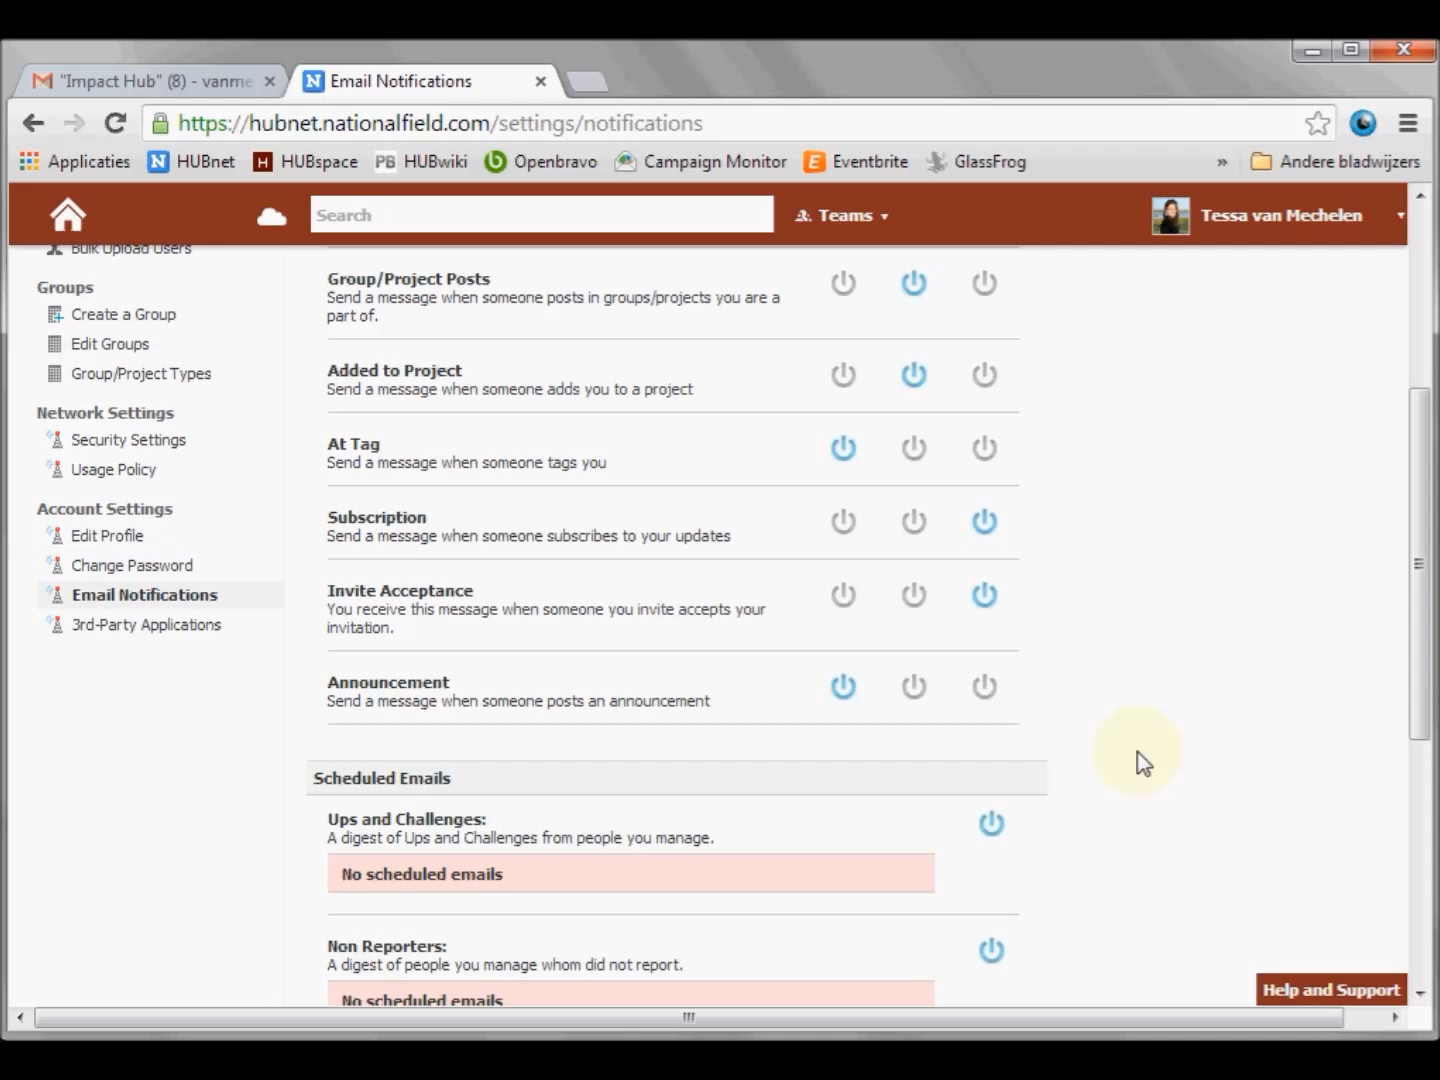 "Impact Hub" (8) - vanme
Email Notifications
https://hubnet.nationalfield.com/settings/notifications
Applicaties HUBnet HUBspace PB HUBwiki Openbravo Campaign Monitor Eventbrite GlassFrog » Andere bladwijzers
Search Teams Tessa van Mechelen
Bulk Upload Users
Groups
Create a Group
Edit Groups
Group/Project Types
Network Settings
Security Settings
Usage Policy
Account Settings
Edit Profile
Change Password
Email Notifications
3rd-Party Applications
Group/Project Posts
Send a message when someone posts in groups/projects you are a
part of.
Added to Project
Send a message when someone adds you to a project
At Tag
Send a message when someone tags you
Subscription
Send a message when someone subscribes to your updates
Invite Acceptance
You receive this message when someone you invite accepts your
invitation.
Announcement
Send a message when someone posts an announcement
Scheduled Emails
Ups and Challenges:
A digest of Ups and Challenges from people you manage.
No scheduled emails
Non Reporters:
A digest of people you manage whom did not report.
No scheduled emails
Help and Support